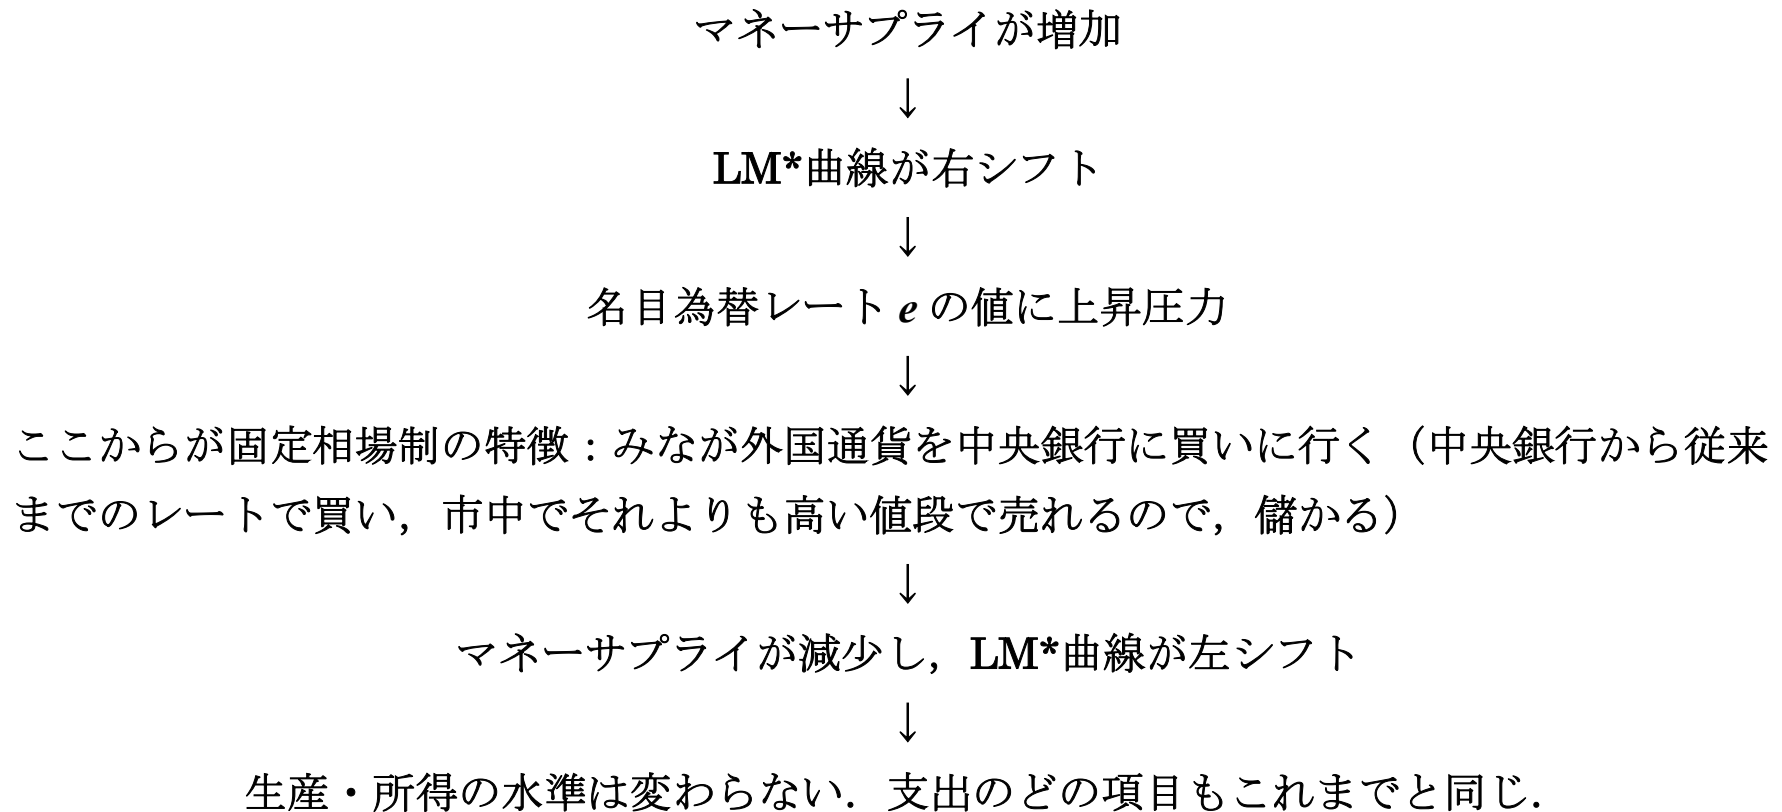 マネーサプライが増加
↓
LM*曲線が右シフト
↓
名目為替レート e の値に上昇圧力
↓
ここからが固定相場制の特徴：みなが外国通貨を中央銀行に買いに行く（中央銀行から従来
までのレートで買い，市中でそれよりも高い値段で売れるので，儲かる）
↓
マネーサプライが減少し，LM*曲線が左シフト
↓
生産・所得の水準は変わらない．支出のどの項目もこれまでと同じ．